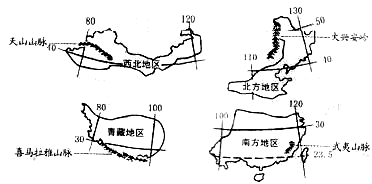 80
120
天山山脉
40
西北地区
130
50
大兴安岭
110
40
北方地区
80
100
青藏地区
30
喜马拉雅山脉
120
100
30
南方地区
武夷山脉
23.5